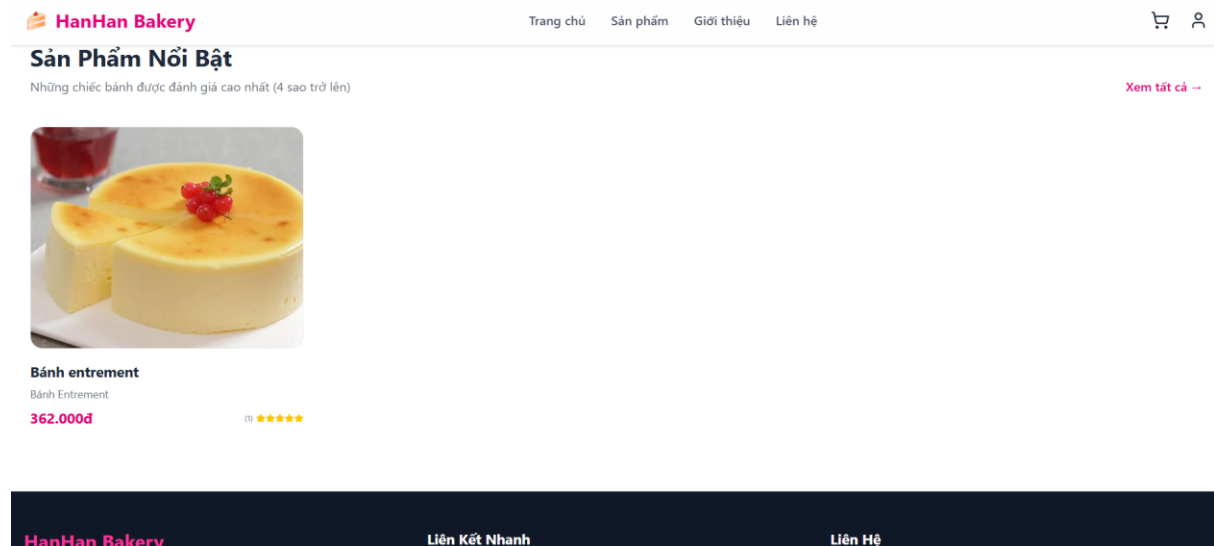 HanHan Bakery
Trang chủ
Sản phẩm
Giới thiệu
Liên hệ
Sản Phẩm Nổi Bật
Những chiếc bánh được đánh giá cao nhất (4 sao trở lên)
Xem tất cả →
Bánh entrement
Bánh Entrement
362.000đ
(1)
HanHan Bakery
Liên Kết Nhanh
Liên Hệ